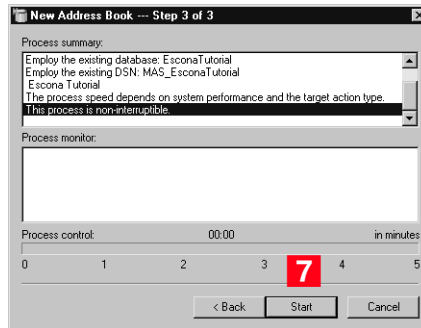 New Address Book --- Step 3 of 3
Process summary:
Employ the existing database: EsconaTutorial
Employ the existing DSN: MAS_EsconaTutorial
Escona Tutorial
The process speed depends on system performance and the target action type.
This process is non-interruptible.
Process monitor:
Process control: 00:00 in minutes
0 1 2 3 4 5
7
< Back Start Cancel